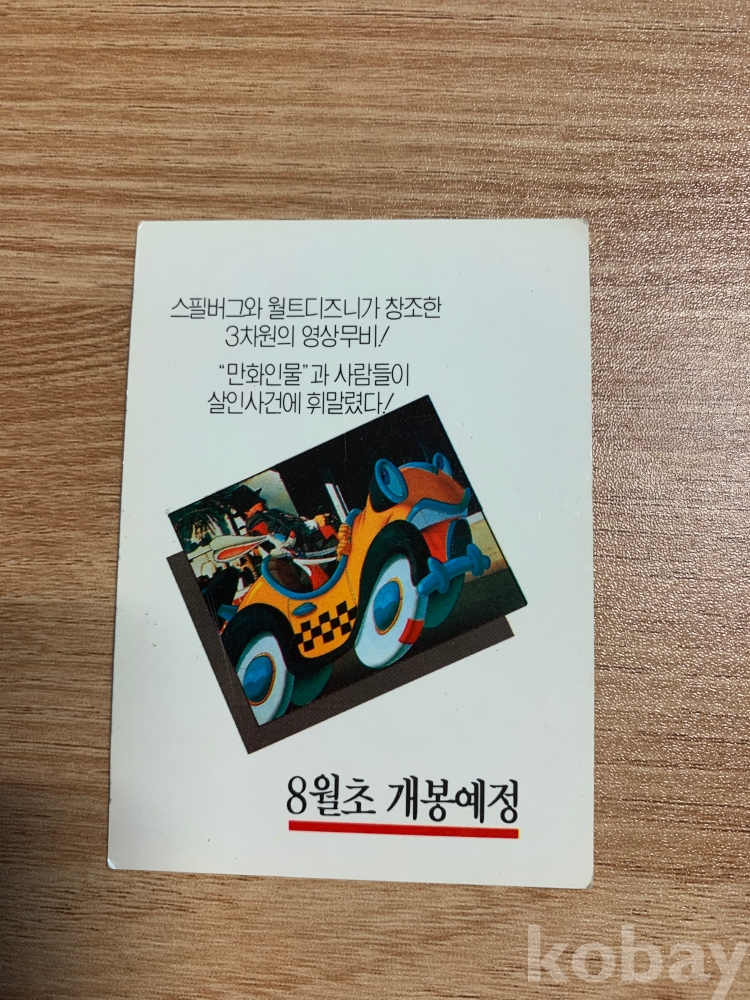 스필버그와 월트디즈니가 창조한
3차원의 영상무비!
“만화인물”과 사람들이
살인사건에 휘말렸다!
8월초 개봉예정
kobay